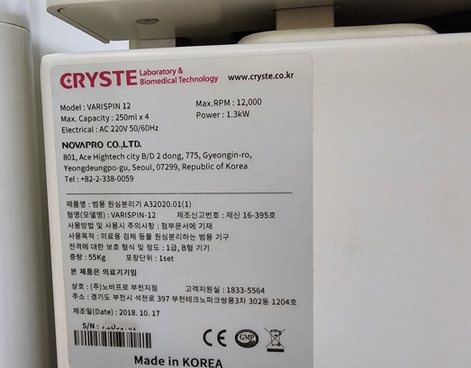 CRYSTE Laboratory & Biomedical Technology www.cryste.co.kr
Model : VARISPIN 12 Max.RPM : 12,000
Max. Capacity : 250ml x 4 Power : 1.3kW
Electrical : AC 220V 50/60Hz
NOVAPRO CO.,LTD.
801, Ace Hightech city B/D 2 dong, 775, Gyeongin-ro,
Yeongdeungpo-gu, Seoul, 07299, Republic of Korea
Tel : +82-2-338-0059
제품명 : 범용 원심분리기 A32020.01(1)
형명(모델명) : VARISPIN-12 제조신고번호 : 제신 16-395호
사용방법 및 사용시 주의사항 : 첨부문서에 기재
사용목적 : 의료용 검체 등을 원심분리하는 범용 기구
전격에 대한 보호 형식 및 정도 : 1급, B형 기기
중량 : 55Kg 포장단위 : 1set
본 제품은 의료기기임
상호 : (주)노바프로 부천지점 고객지원실 : 1833-5564
주소 : 경기도 부천시 석천로 397 부천테크노파크쌍용3차 302동 1204호
제조일(Date) : 2018. 10. 17
S/N :
CE GMP
Made in KOREA